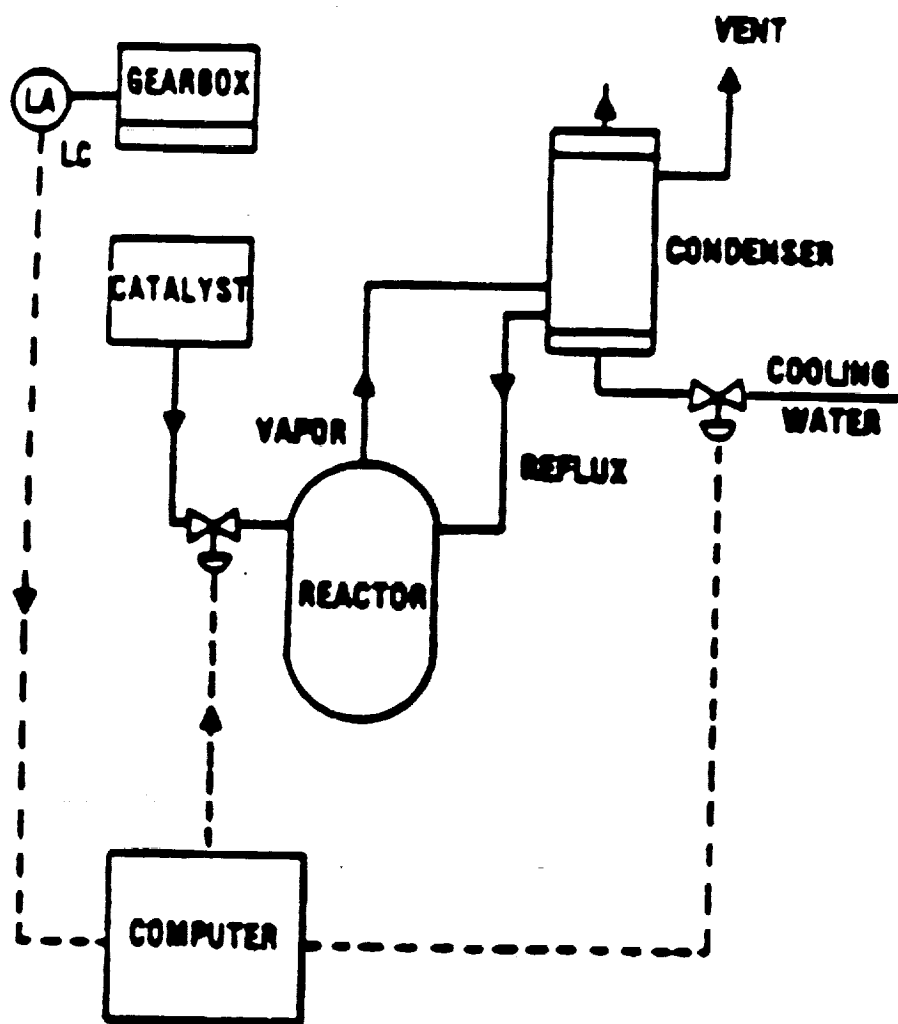 VENT
GEARBOX
LA
LC
CONDENSER
CATALYST
COOLING
WATER
VAPOR
REFLUX
REACTOR
COMPUTER